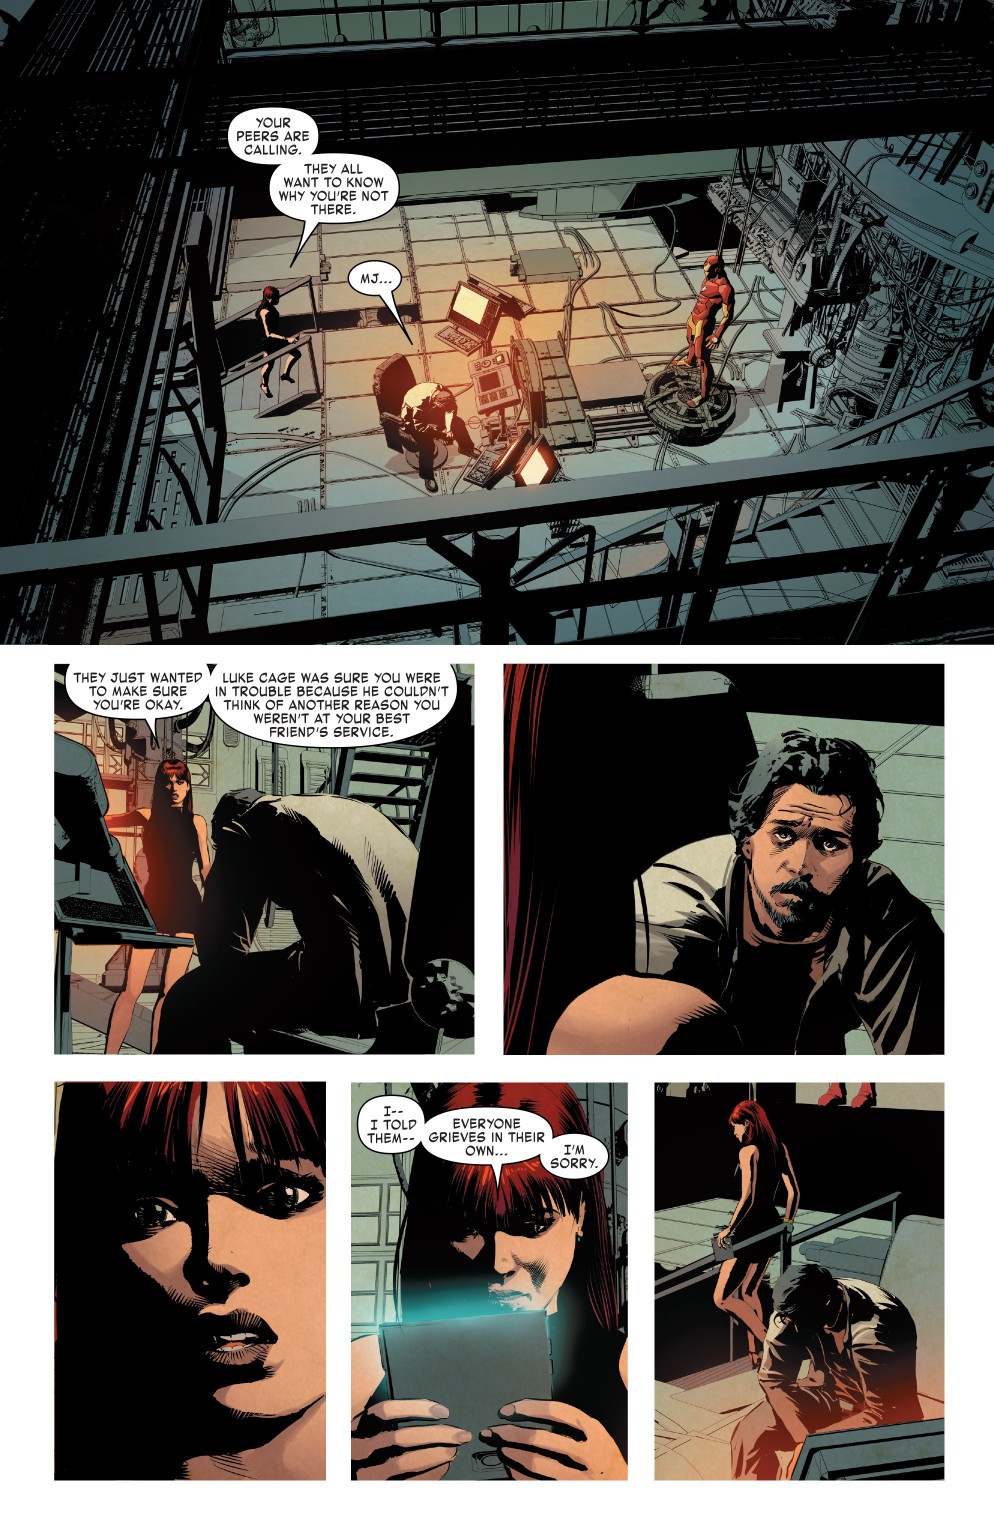 YOUR
PEERS ARE
CALLING.
THEY ALL
WANT TO KNOW
WHY YOU'RE NOT
THERE.
MJ...
THEY JUST WANTED
TO MAKE SURE
YOU'RE OKAY.
LUKE CAGE WAS SURE YOU WERE
IN TROUBLE BECAUSE HE COULDN'T
THINK OF ANOTHER REASON YOU
WEREN'T AT YOUR BEST
FRIEND'S SERVICE.
I--
I TOLD
THEM--
EVERYONE
GRIEVES IN THEIR
OWN...
I'M
SORRY.